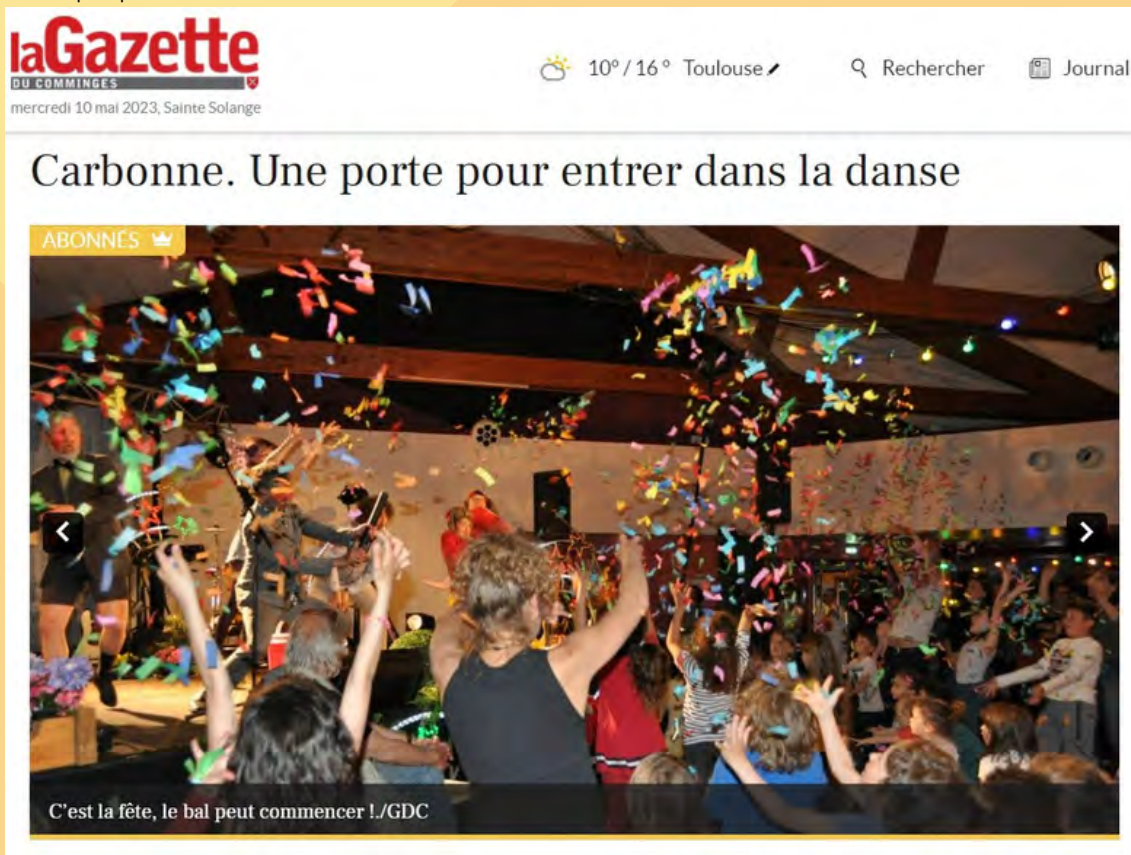 laGazette
DU COMMINGES
mercredi 10 mai 2023, Sainte Solange
10° / 16° Toulouse
Rechercher
Journal
Carbonne. Une porte pour entrer dans la danse
ABONNÉS
C'est la fête, le bal peut commencer !./GDC